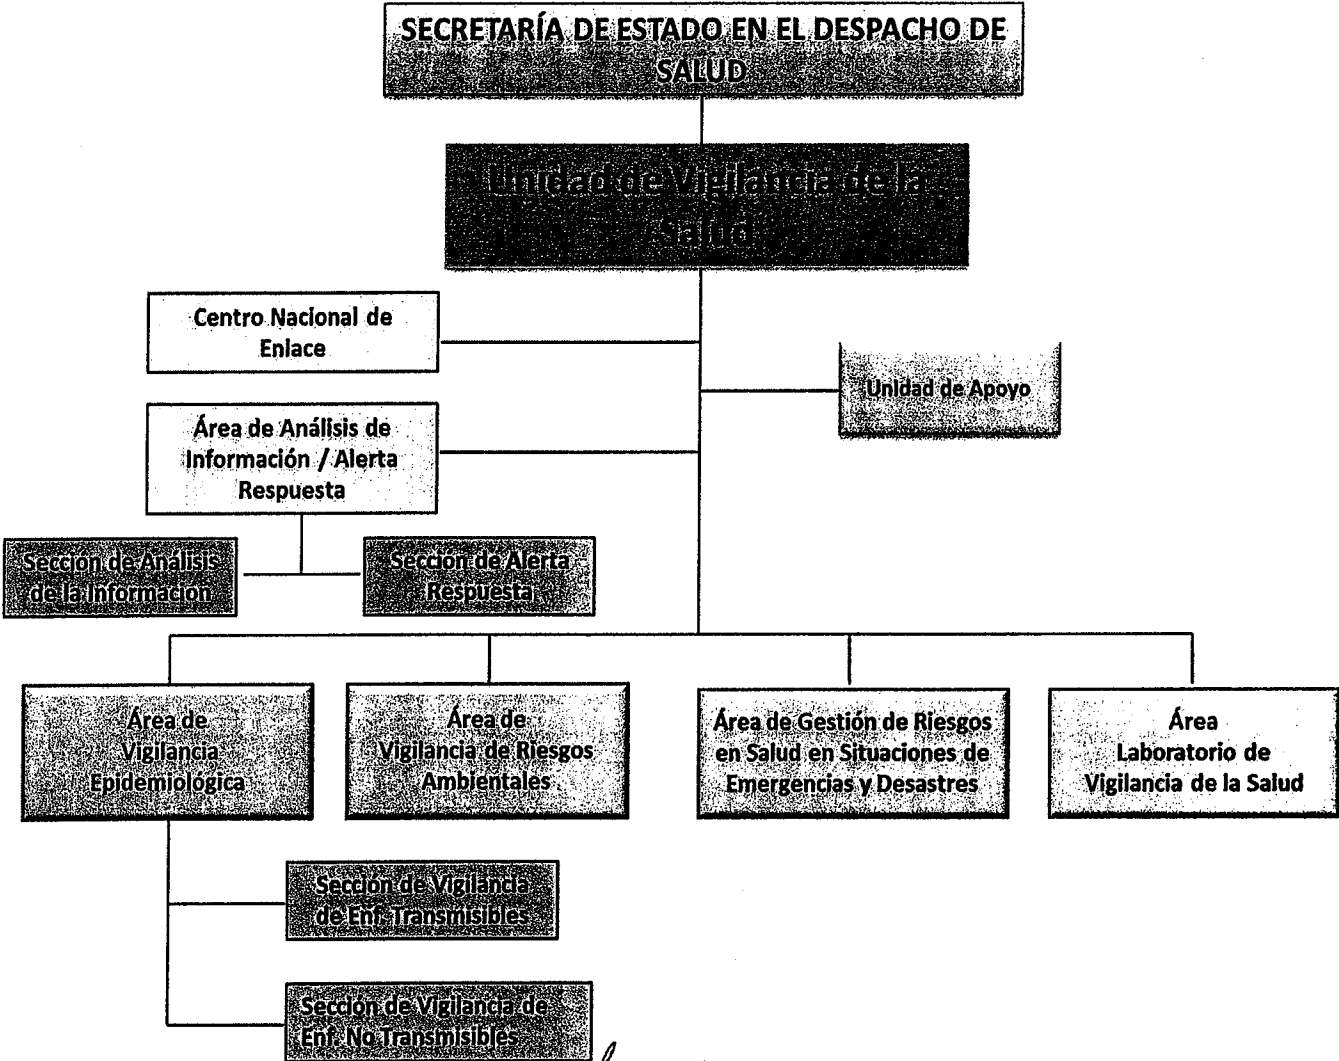 SECRETARÍA DE ESTADO EN EL DESPACHO DE
SALUD
Unidad de Vigilancia de la
Salud
Centro Nacional de
Enlace
Unidad de Apoyo
Área de Análisis de
Información / Alerta
Respuesta
Sección de Análisis
de la Información
Sección de Alerta
Respuesta
Área de
Vigilancia
Epidemiológica
Área de
Vigilancia de Riesgos
Ambientales
Área de Gestión de Riesgos
en Salud en Situaciones de
Emergencias y Desastres
Área
Laboratorio de
Vigilancia de la Salud
Sección de Vigilancia
de Enf. Transmisibles
Sección de Vigilancia de
Enf. No Transmisibles